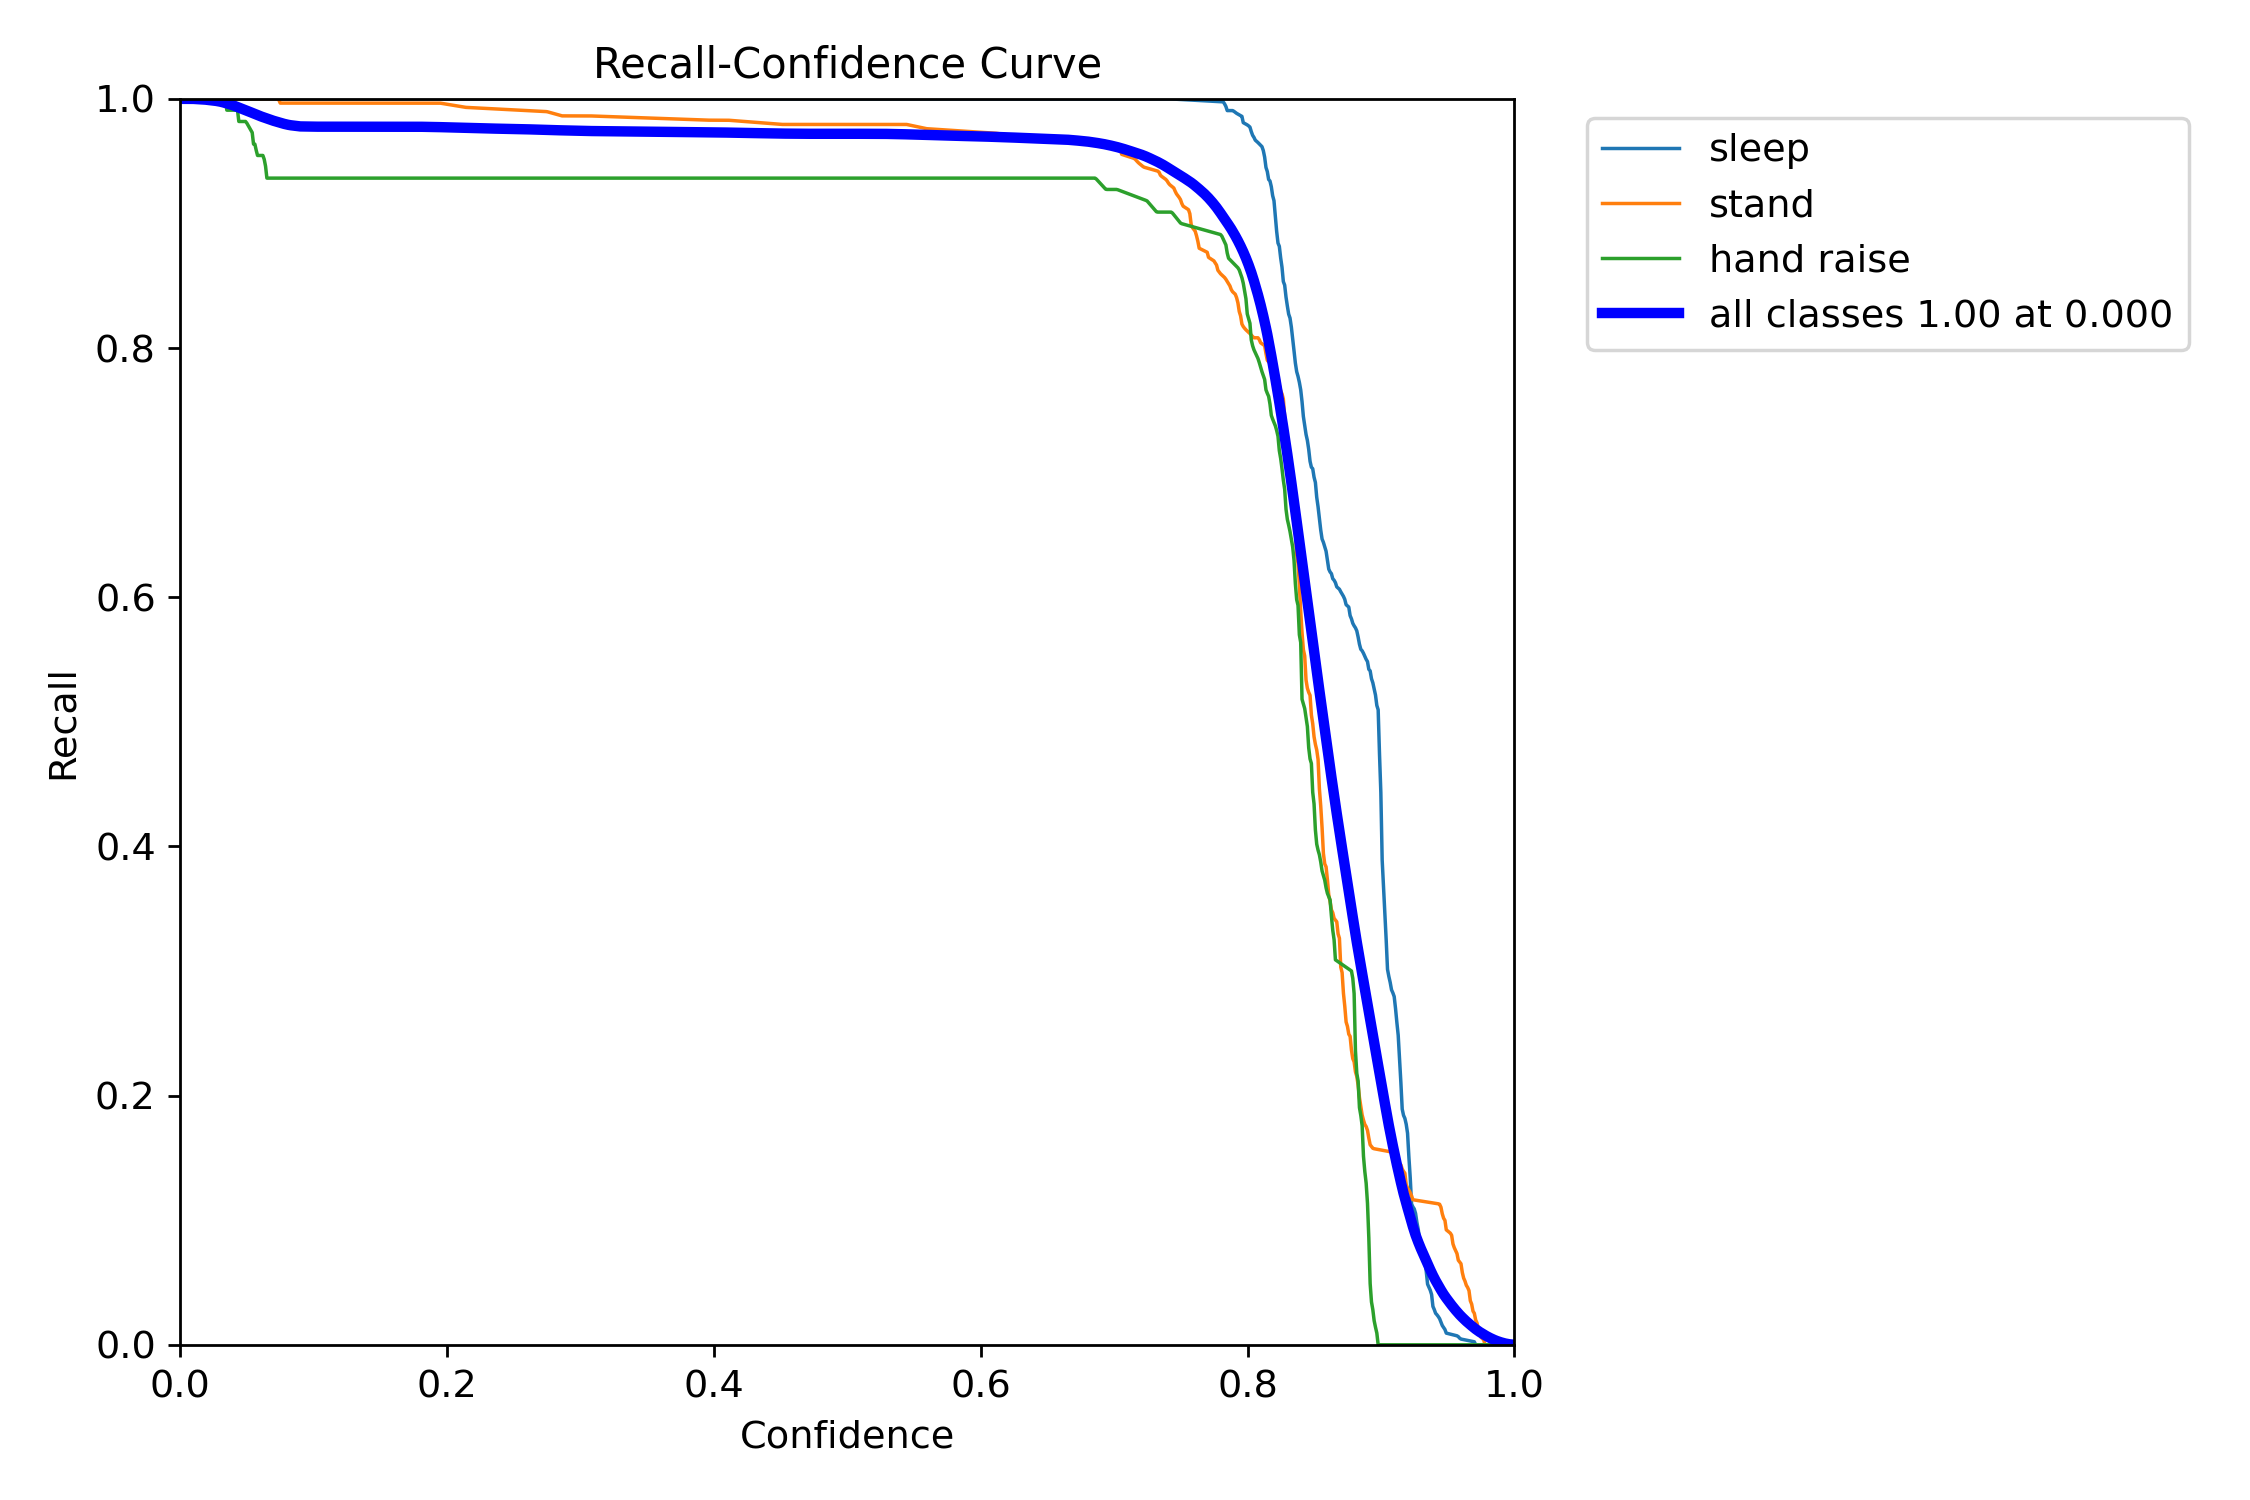 Recall-Confidence Curve
1.0
0.8
0.6
0.4
0.2
0.0
Recall
0.0 0.2 0.4 0.6 0.8 1.0
Confidence
sleep
stand
hand raise
all classes 1.00 at 0.000